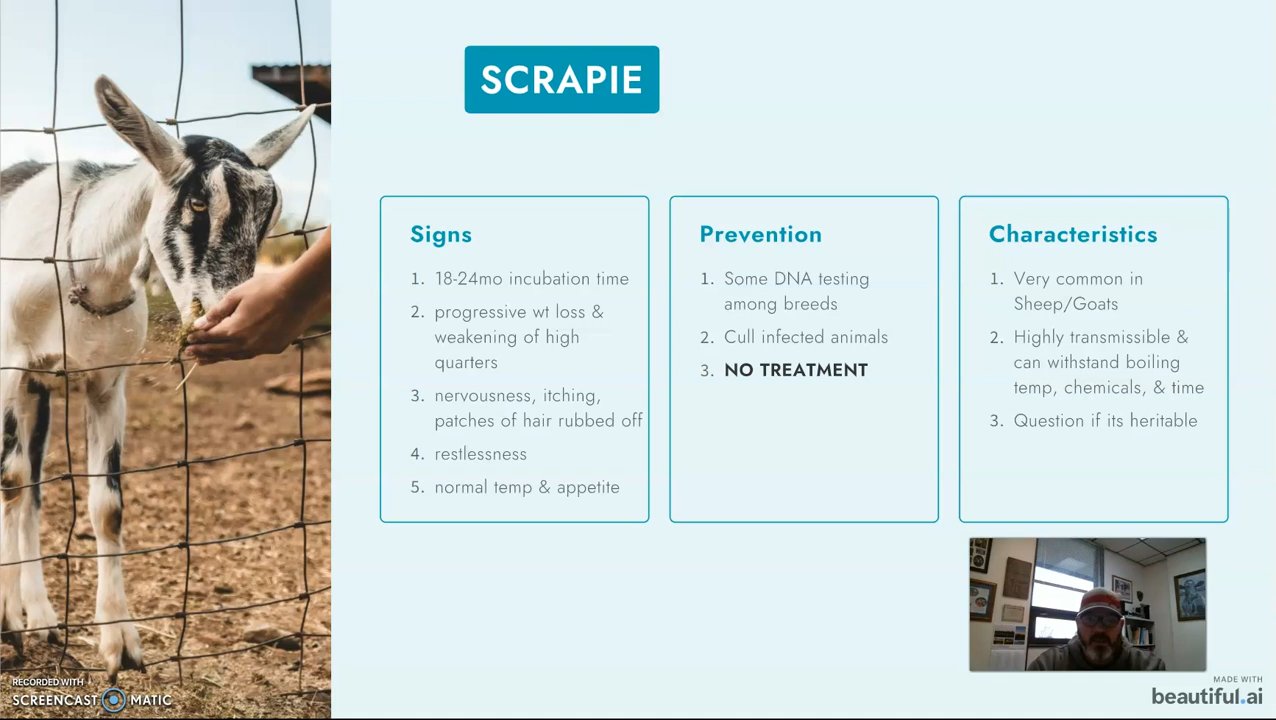 SCRAPIE
Signs
1. 18-24mo incubation time
2. progressive wt loss &
weakening of high
quarters
3. nervousness, itching,
patches of hair rubbed off
4. restlessness
5. normal temp & appetite
Prevention
1. Some DNA testing
among breeds
2. Cull infected animals
3. NO TREATMENT
Characteristics
1. Very common in
Sheep/Goats
2. Highly transmissible &
can withstand boiling
temp, chemicals, & time
3. Question if its heritable
RECORDED WITH
SCREENCAST MATIC
MADE WITH
beautiful.ai